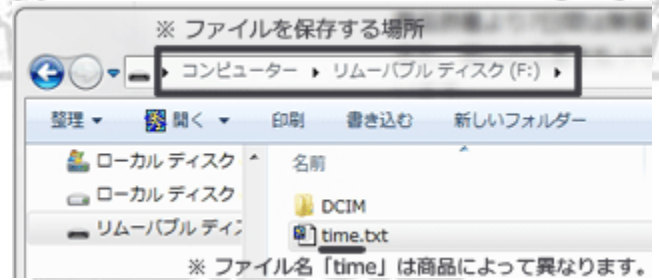 ※ ファイルを保存する場所
コンピューター ▸ リムーバブル ディスク (F:) ▸
整理 ▼ 開く ▼ 印刷 書き込む 新しいフォルダー
ローカル ディスク
名前
ローカル ディスク
DCIM
リムーバブル ディ
time.txt
※ ファイル名「time」は商品によって異なります。